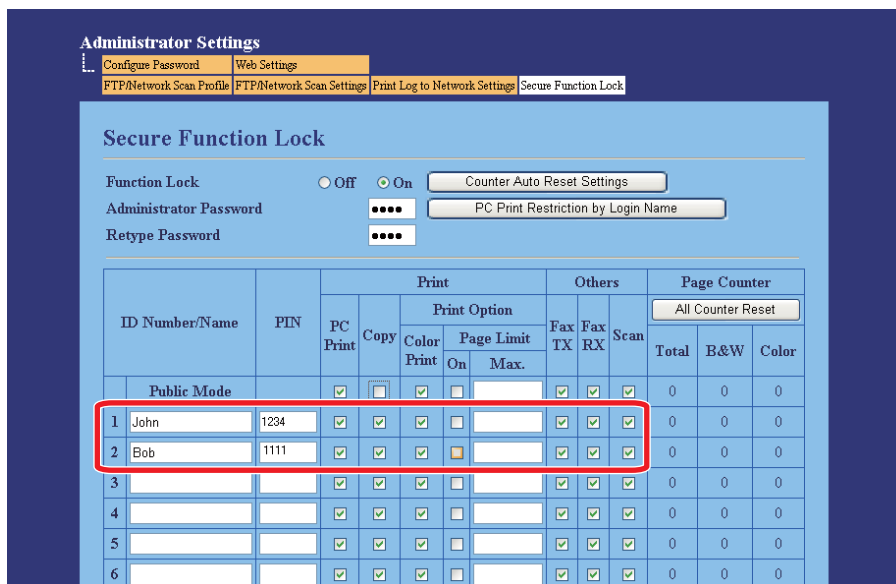 Administrator Settings
Configure Password Web Settings
FTP/Network Scan Profile FTP/Network Scan Settings Print Log to Network Settings Secure Function Lock
Secure Function Lock
Function Lock Off On Counter Auto Reset Settings
Administrator Password •••• PC Print Restriction by Login Name
Retype Password ••••
ID Number/Name PIN Print Others Page Counter
PC Print Copy Print Option Fax TX Fax RX Scan All Counter Reset
Color Print Page Limit Total B&W Color
On Max.
Public Mode 0 0 0
1 John 1234 0 0 0
2 Bob 1111 0 0 0
3 0 0 0
4 0 0 0
5 0 0 0
6 0 0 0